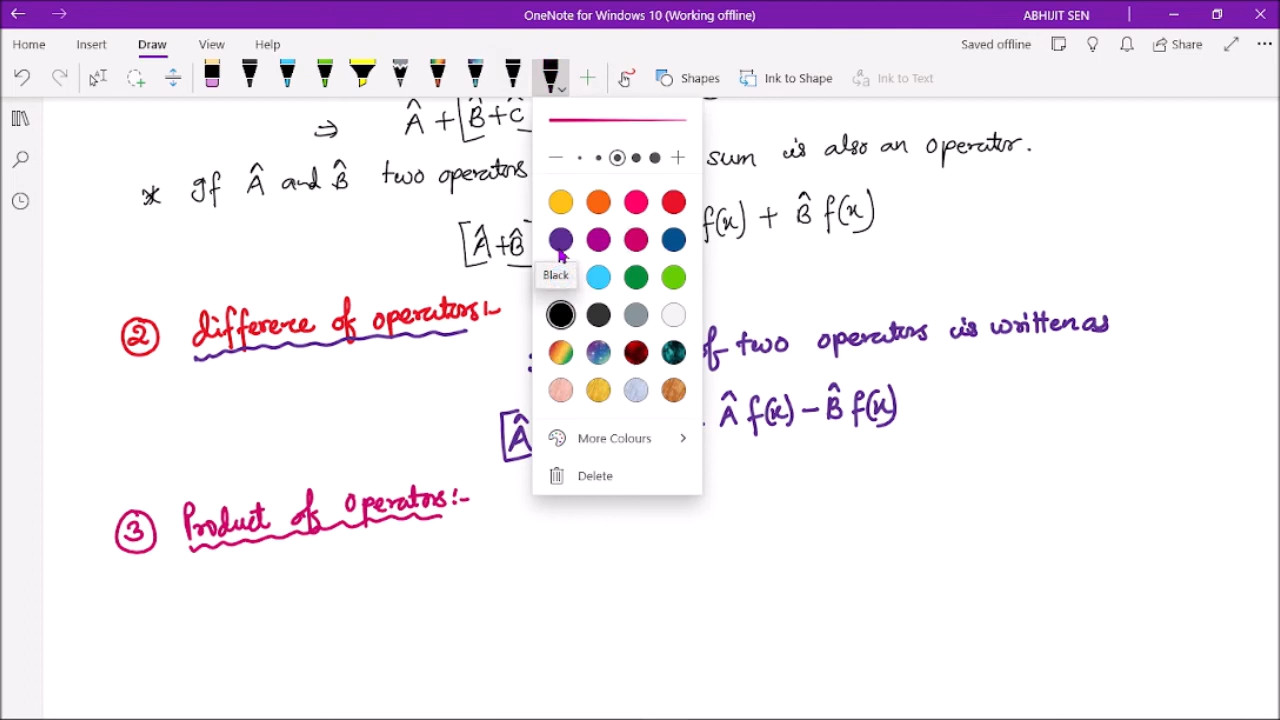 OneNote for Windows 10 (Working offline)
ABHIJIT SEN
Home Insert Draw View Help
Saved offline
Share
Shapes
Ink to Shape
Ink to Text
⇒ Â + [B̂+Ĉ
* If Â and B̂ two operators sum is also an operator.
[Â+B̂ f(x) + B̂ f(x)
Black
② differece of operators:-
of two operators is written as
[Â Â f(x) - B̂ f(x)
More Colours
Delete
③ Product of Operators:-